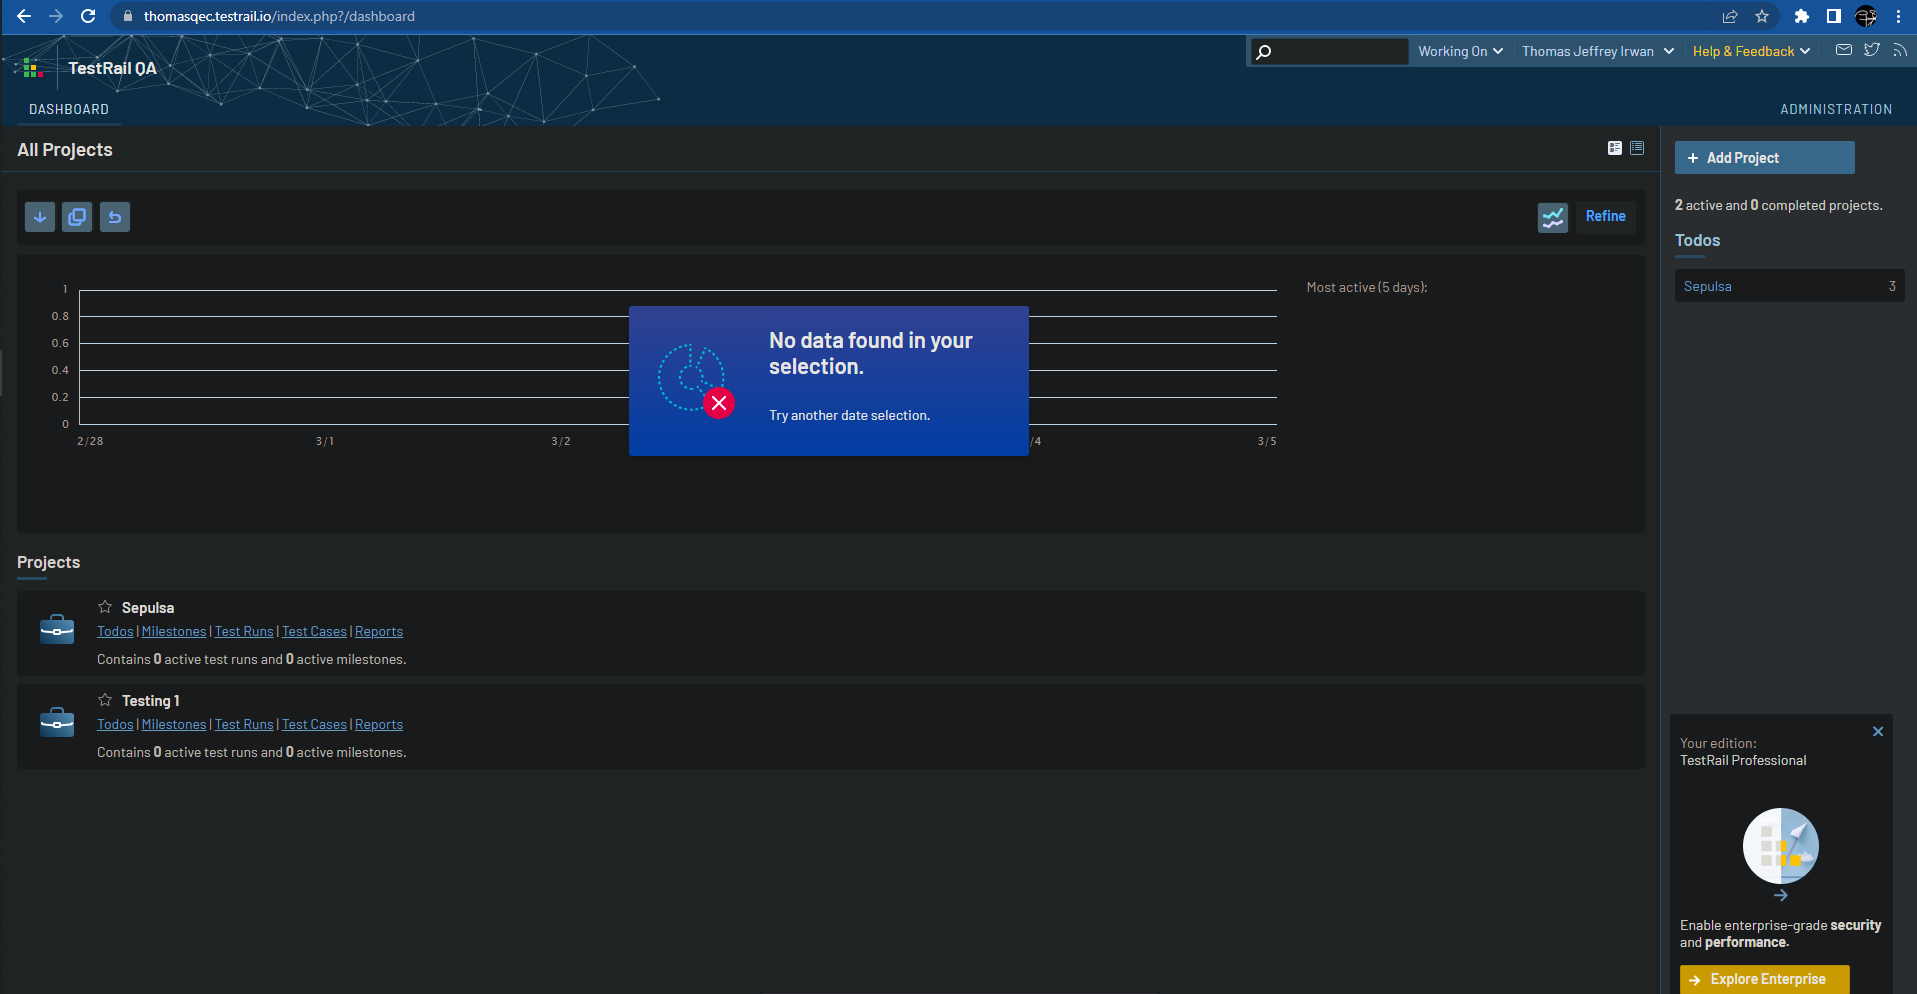 thomasqec.testrail.io/index.php?/dashboard
TestRail QA
Working On
Thomas Jeffrey Irwan
Help & Feedback
DASHBOARD
ADMINISTRATION
All Projects
Refine
1
0.8
0.6
0.4
0.2
0
2/28
3/1
3/2
/4
3/5
No data found in your
selection.
Try another date selection.
Most active (5 days):
Projects
Sepulsa
Todos | Milestones | Test Runs | Test Cases | Reports
Contains 0 active test runs and 0 active milestones.
Testing 1
Todos | Milestones | Test Runs | Test Cases | Reports
Contains 0 active test runs and 0 active milestones.
+ Add Project
2 active and 0 completed projects.
Todos
Sepulsa 3
Your edition:
TestRail Professional
Enable enterprise-grade security
and performance.
Explore Enterprise